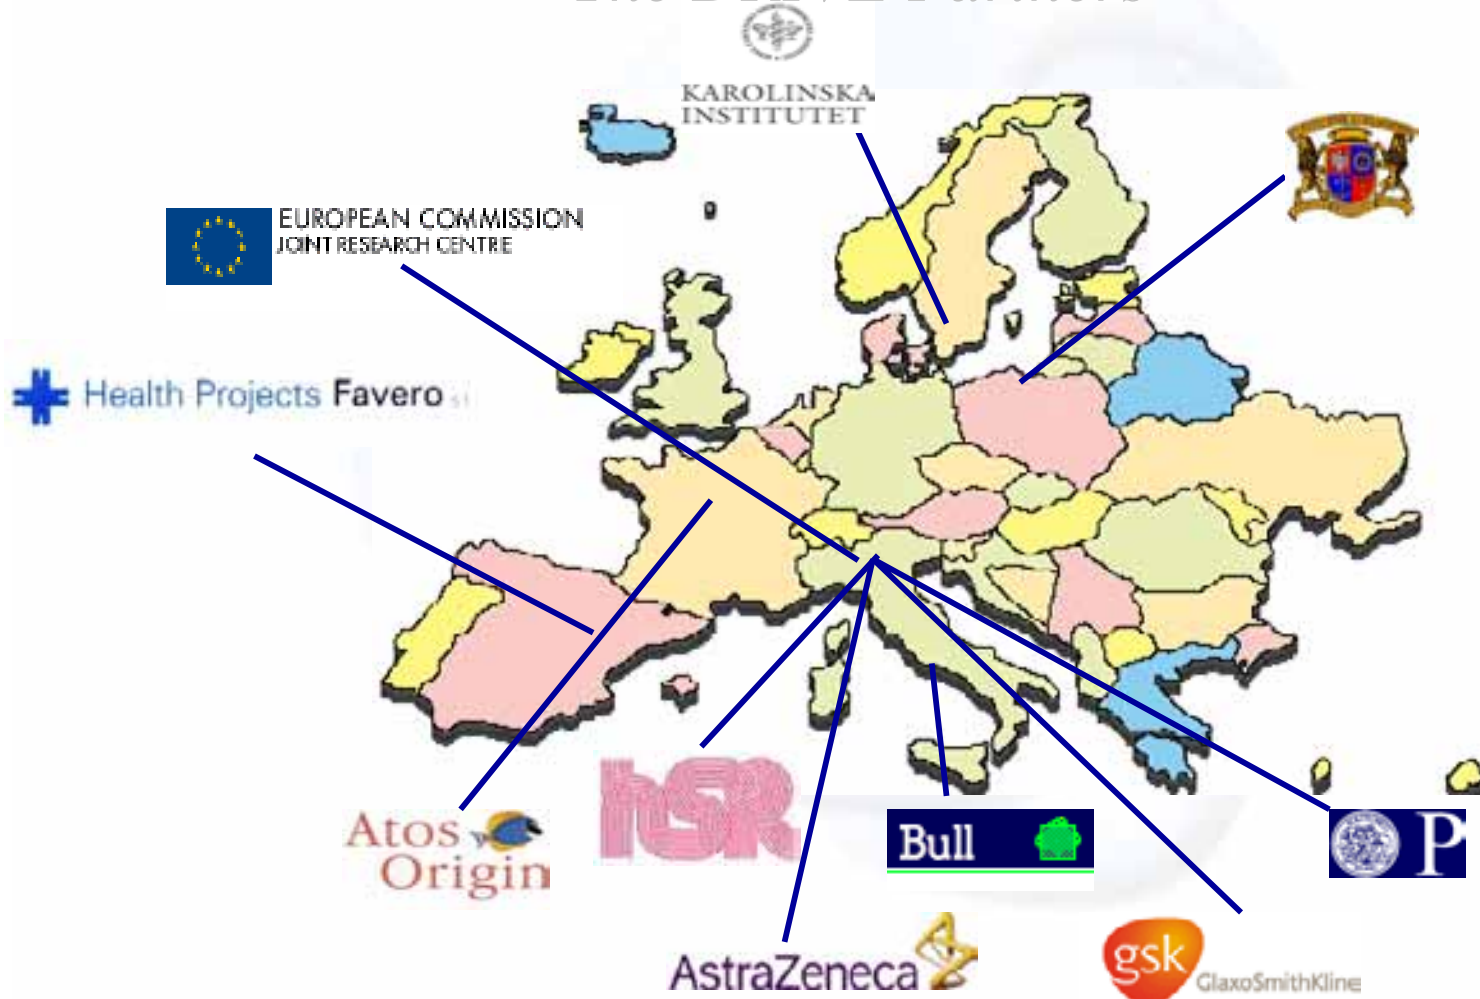 KAROLINSKA
INSTITUTET
EUROPEAN COMMISSION
JOINT RESEARCH CENTRE
Health Projects Favero
Atos
Origin
hSR
Bull
P
AstraZeneca
gsk
GlaxoSmithKline